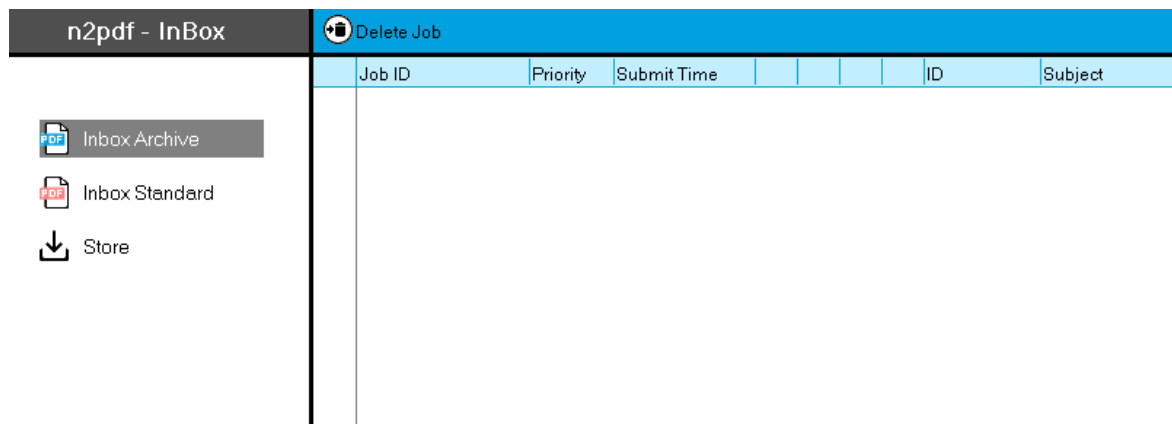 n2pdf - InBox
Delete Job
Job ID Priority Submit Time ID Subject
PDF Inbox Archive
PDF Inbox Standard
Store